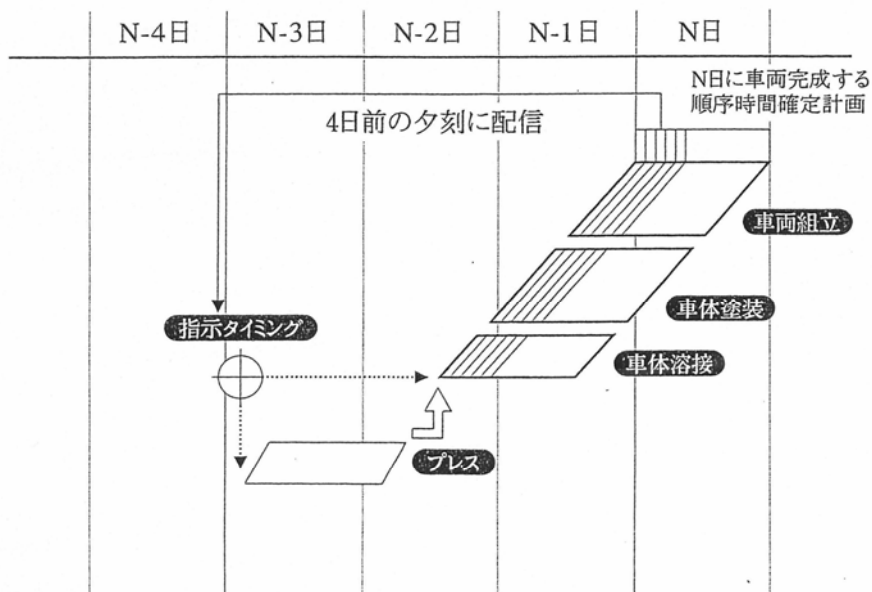 N-4日
N-3日
N-2日
N-1日
N日
N日に車両完成する
順序時間確定計画
4日前の夕刻に配信
車両組立
車体塗装
指示タイミング
車体溶接
プレス